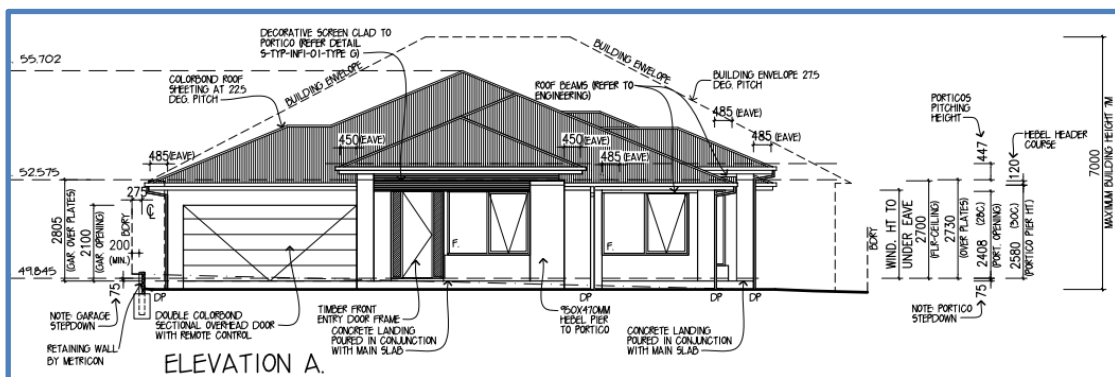 DECORATIVE SCREEN CLAD TO
PORTICO (REFER DETAIL
S-TYP-INFI-01-TYPE G)
55.702
COLORBOND ROOF
SHEETING AT 22.5
DEG. PITCH
BUILDING ENVELOPE
BUILDING ENVELOPE
ROOF BEAMS (REFER TO
ENGINEERING)
BUILDING ENVELOPE 27.5
DEG. PITCH
485
(EAVE)
485
(EAVE)
PORTICOS
PITCHING
HEIGHT
447
HEBEL HEADER
COURSE
120
7000
MAXIMUM BUILDING HEIGHT 7M
485 (EAVE)
450 (EAVE)
450
(EAVE)
485 (EAVE)
52.575
275
C
L
BDRY
200
(MIN.)
2805
(GAR OVER PLATES)
2100
(GAR OPENING)
49.845
75
F.
F.
BDRY
WIND. HT TO
UNDER EAVE
2700
(FLR-CEILING)
2730
(OVER PLATES)
2408 (28C)
(PORT. OPENING)
2580 (30C)
(PORTICO PIER HT.)
75
DP
DP
DP
DP
NOTE: GARAGE
STEPDOWN
RETAINING WALL
BY METRICON
DOUBLE COLORBOND
SECTIONAL OVERHEAD DOOR
WITH REMOTE CONTROL
TIMBER FRONT
ENTRY DOOR FRAME
CONCRETE LANDING
POURED IN CONJUNCTION
WITH MAIN SLAB
950X470MM
HEBEL PIER
TO PORTICO
CONCRETE LANDING
POURED IN CONJUNCTION
WITH MAIN SLAB
NOTE: PORTICO
STEPDOWN
ELEVATION A.